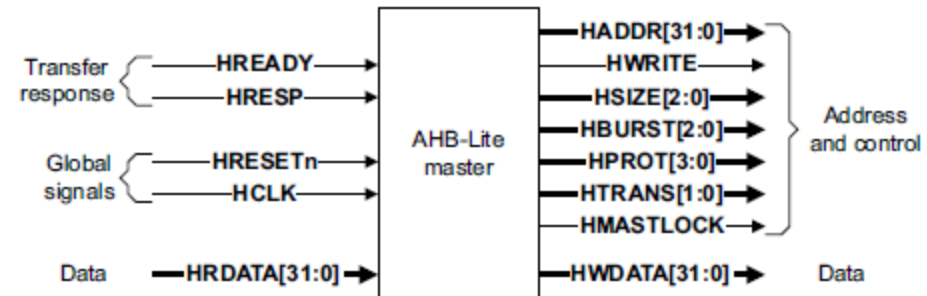 HADDR[31:0]
Transfer
response
HREADY
HWRITE
HRESP
HSIZE[2:0]
AHB-Lite
master
HBURST[2:0]
Address
and control
Global
signals
HRESETn
HPROT[3:0]
HCLK
HTRANS[1:0]
HMASTLOCK
Data
HRDATA[31:0]
HWDATA[31:0]
Data